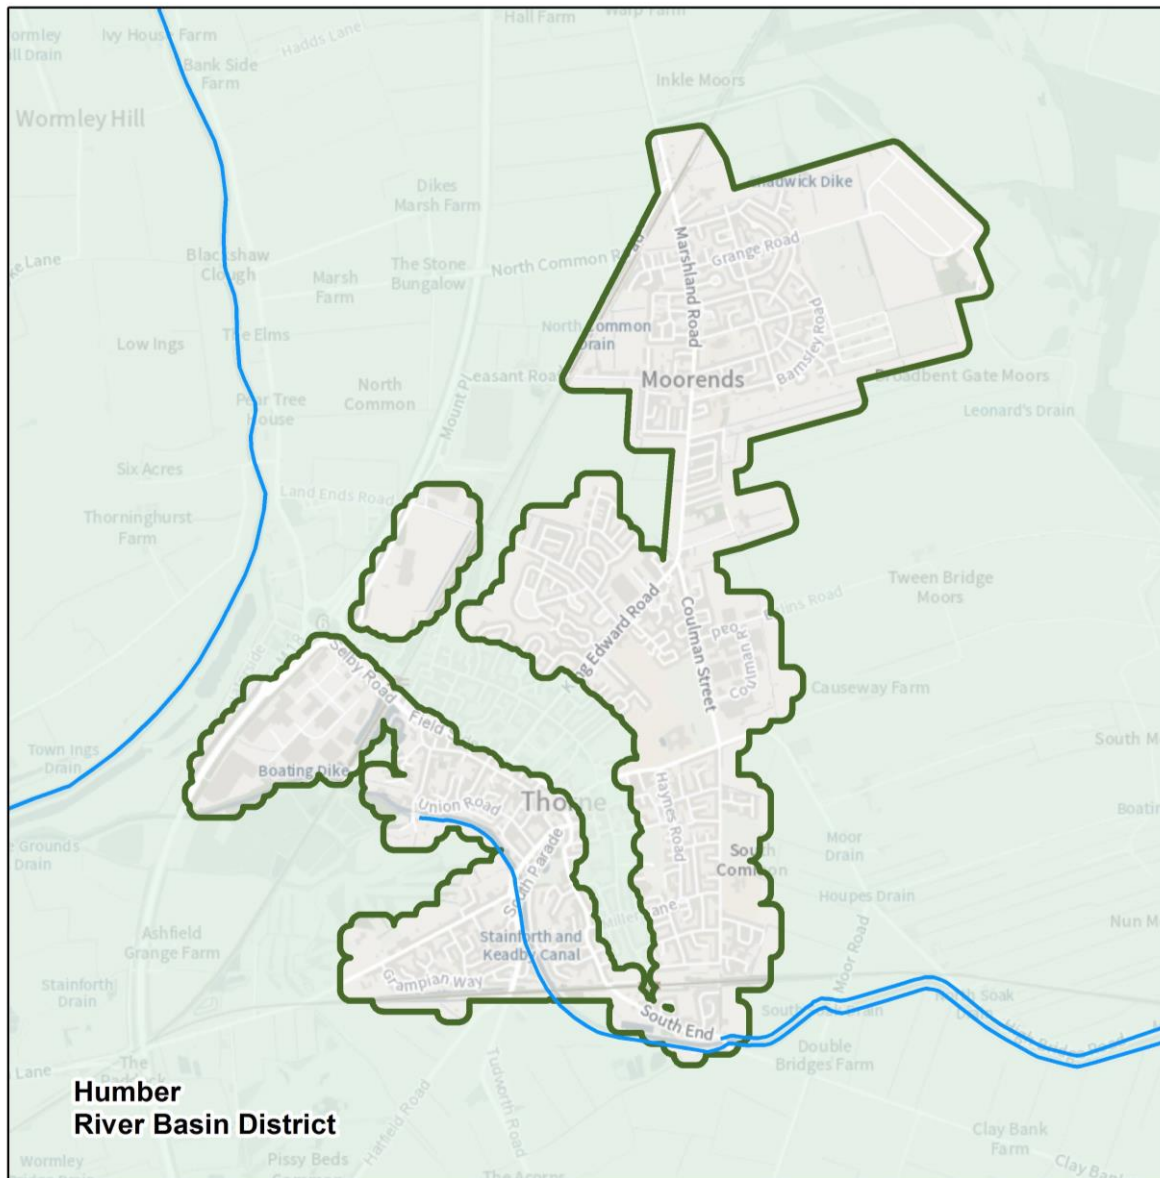 Hall Farm
Warp Farm
Ivy House Farm
Hadds Lane
Bank Side
Farm
Inkle Moors
Wormley Hill
Dikes
Marsh Farm
Chadwick Dike
Marshland Road
Grange Road
Blackshaw
Clough
The Stone
Bungalow
North Common Road
Marsh
Farm
Barnsley Road
The Elms
Low Ings
North Common
Drain
North
Common
Pear Tree
House
Mount Pleasant Road
Moorends
Broadbent Gate Moors
Leonard's Drain
Six Acres
Land Ends Road
Thorninghurst
Farm
Tween Bridge
Moors
King Edward Road
Coulman Street
Coulman Road
Selby Road
Field
Causeway Farm
Town Ings
Drain
Boating Dike
Union Road
Thorne
Haynes Road
South Parade
South
Common
Moor
Drain
Houpes Drain
Ashfield
Grange Farm
Stainforth and
Keadby Canal
Moor Road
Stainforth
Drain
Grampian Way
South End
North Soak
Drain
Double
Bridges Farm
Tudworth Road
Hatfield Road
Humber
River Basin District
Clay Bank
Farm
Clay Bank
Pissy Beds
The Acorns
Wormley